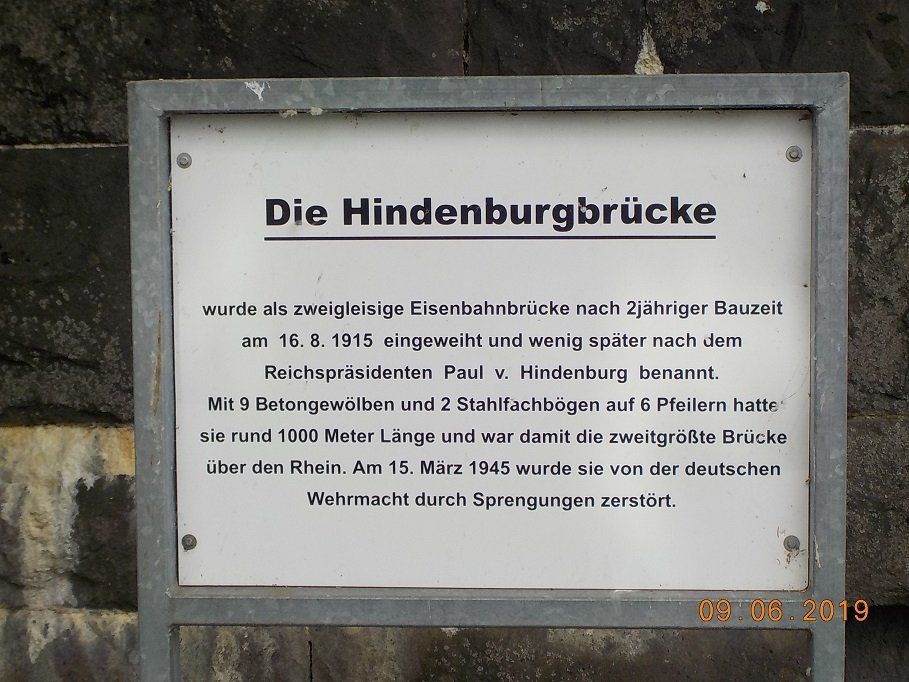 Die Hindenburgbrücke
wurde als zweigleisige Eisenbahnbrücke nach 2jähriger Bauzeit
am 16. 8. 1915 eingeweiht und wenig später nach dem
Reichspräsidenten Paul v. Hindenburg benannt.
Mit 9 Betongewölben und 2 Stahlfachbögen auf 6 Pfeilern hatte
sie rund 1000 Meter Länge und war damit die zweitgrößte Brücke
über den Rhein. Am 15. März 1945 wurde sie von der deutschen
Wehrmacht durch Sprengungen zerstört.
09.06.2019